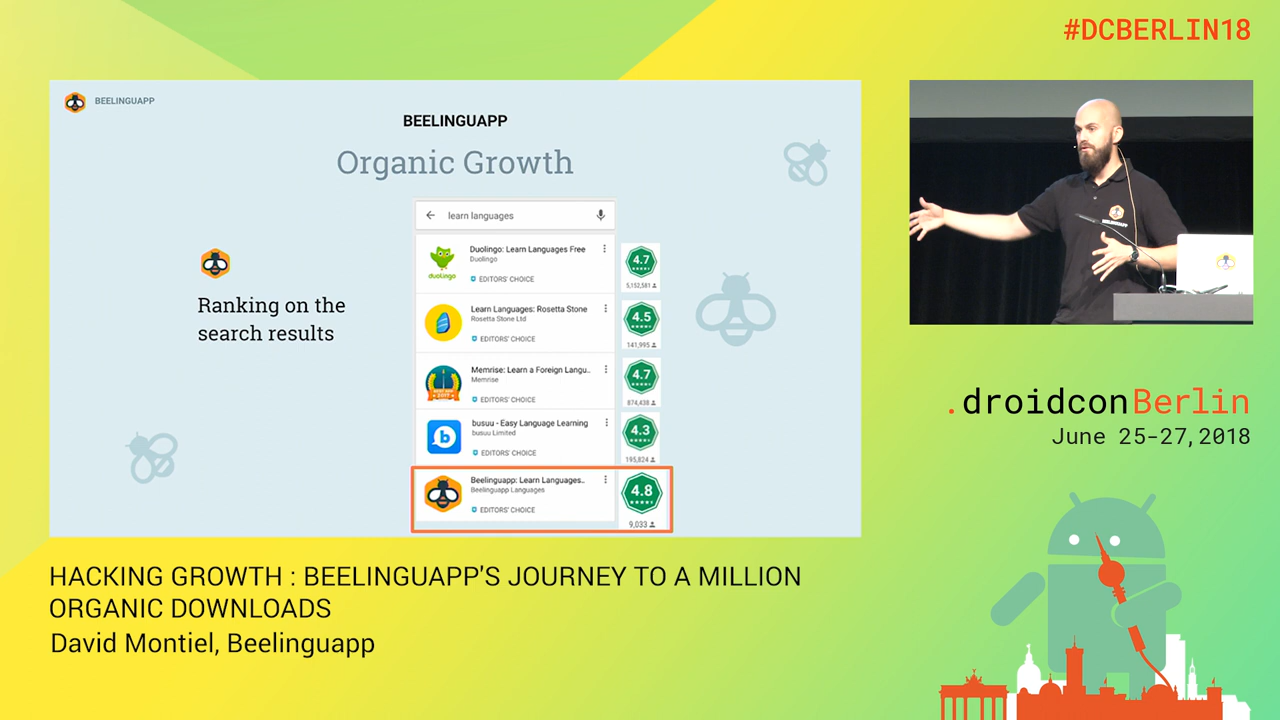 #DCBERLIN18
BEELINGUAPP
BEELINGUAPP
Organic Growth
Ranking on the
search results
learn languages
duolingo
Duolingo: Learn Languages Free
Duolingo
EDITORS' CHOICE
4.7
5,152,581
Learn Languages: Rosetta Stone
Rosetta Stone Ltd
EDITORS' CHOICE
4.5
141,995
2017
Memrise: Learn a Foreign Langu..
Memrise
EDITORS' CHOICE
4.7
874,438
b
busuu - Easy Language Learning
busuu Limited
EDITORS' CHOICE
4.3
195,824
Beelinguapp: Learn Languages..
Beelinguapp Languages
EDITORS' CHOICE
4.8
9,033
BEELINGUAPP
.droidconBerlin
June 25-27, 2018
HACKING GROWTH : BEELINGUAPP'S JOURNEY TO A MILLION
ORGANIC DOWNLOADS
David Montiel, Beelinguapp